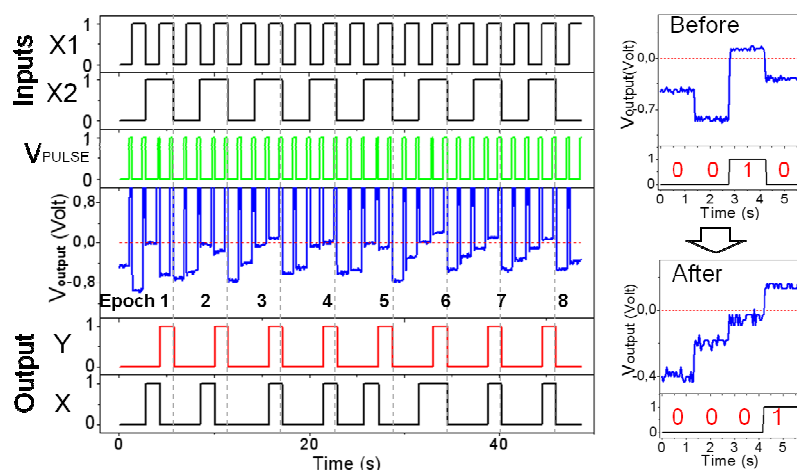 Inputs
X1
1
0
X2
1
0
VPULSE
1
0
Voutput (Volt)
0,8
0,0
-0,8
Epoch 1 2 3 4 5 6 7 8
Output
Y
1
0
X
1
0
0 20 40
Time (s)
Before
Voutput(Volt)
0,0
-0,7
1
0
0 0 1 0
0 1 2 3 4 5
Time (s)
After
Voutput (Volt)
0,0
-0,4
1
0
0 0 0 1
0 1 2 3 4 5
Time (s)